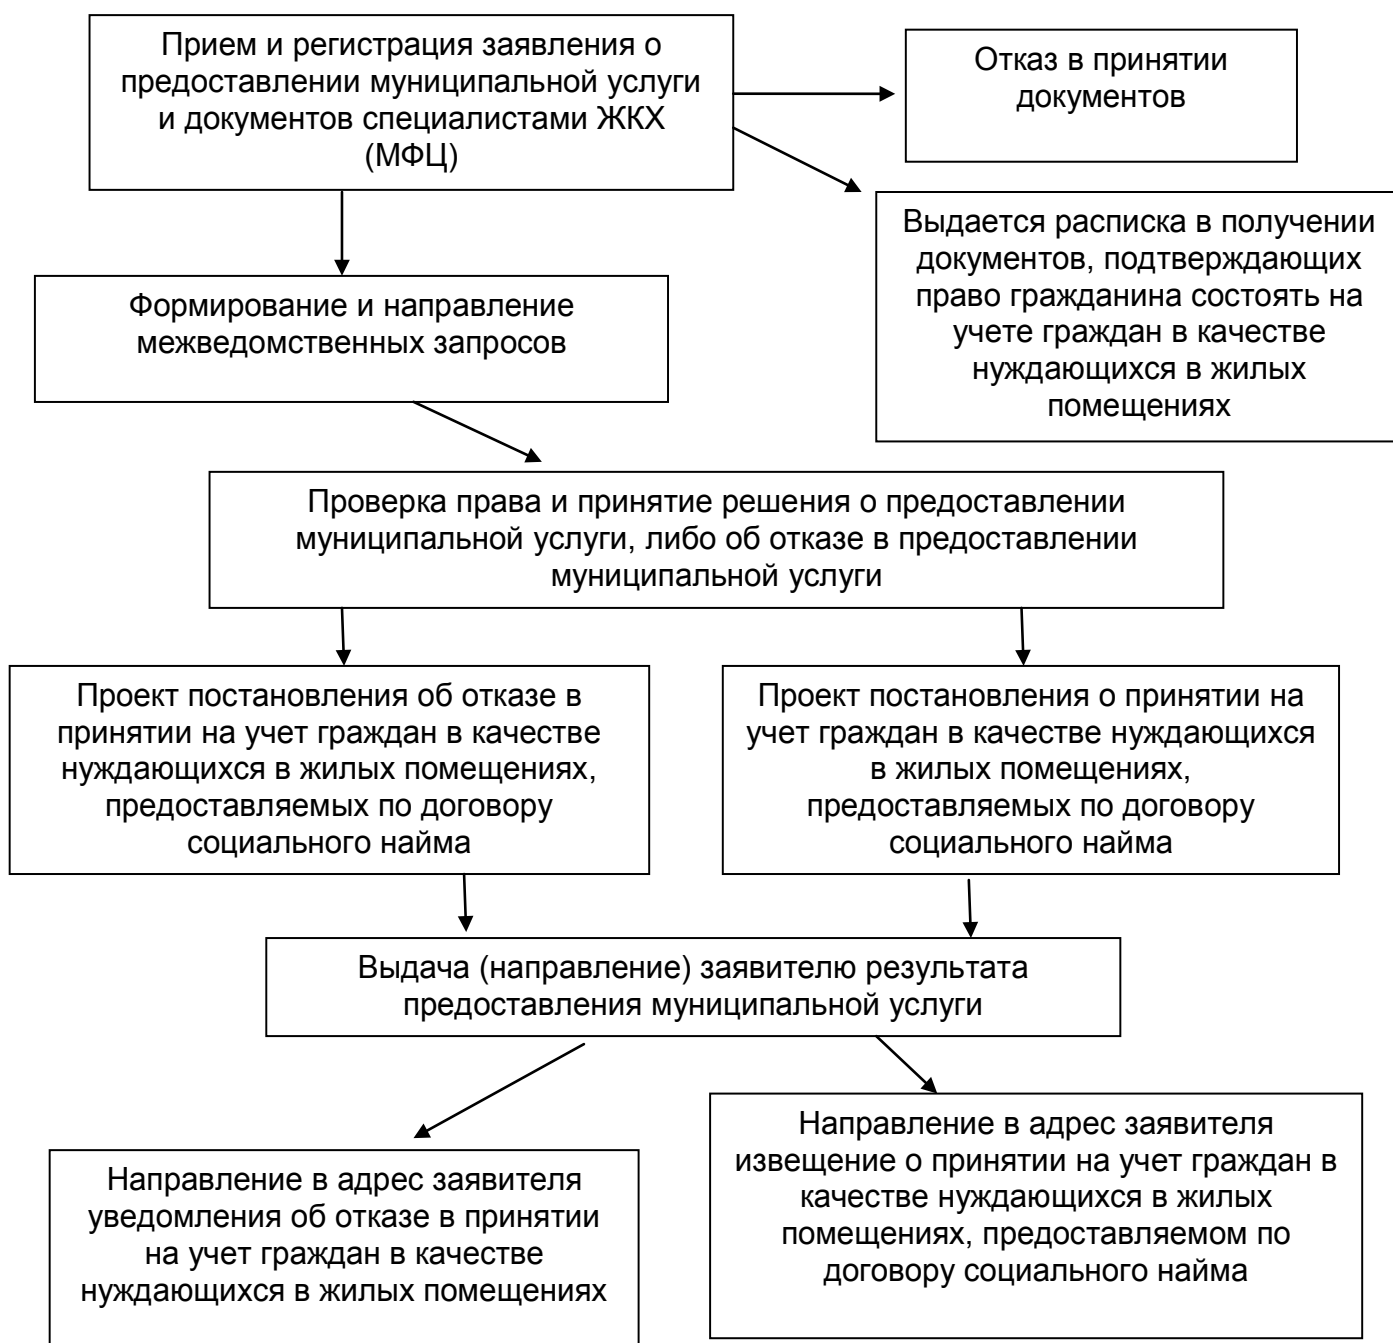 Прием и регистрация заявления о
предоставлении муниципальной услуги
и документов специалистами ЖКХ
(МФЦ)
Отказ в принятии
документов
Выдается расписка в получении
документов, подтверждающих
право гражданина состоять на
учете граждан в качестве
нуждающихся в жилых
помещениях
Формирование и направление
межведомственных запросов
Проверка права и принятие решения о предоставлении
муниципальной услуги, либо об отказе в предоставлении
муниципальной услуги
Проект постановления об отказе в
принятии на учет граждан в качестве
нуждающихся в жилых помещениях,
предоставляемых по договору
социального найма
Проект постановления о принятии на
учет граждан в качестве нуждающихся
в жилых помещениях,
предоставляемых по договору
социального найма
Выдача (направление) заявителю результата
предоставления муниципальной услуги
Направление в адрес заявителя
уведомления об отказе в принятии
на учет граждан в качестве
нуждающихся в жилых помещениях
Направление в адрес заявителя
извещение о принятии на учет граждан в
качестве нуждающихся в жилых
помещениях, предоставляемом по
договору социального найма